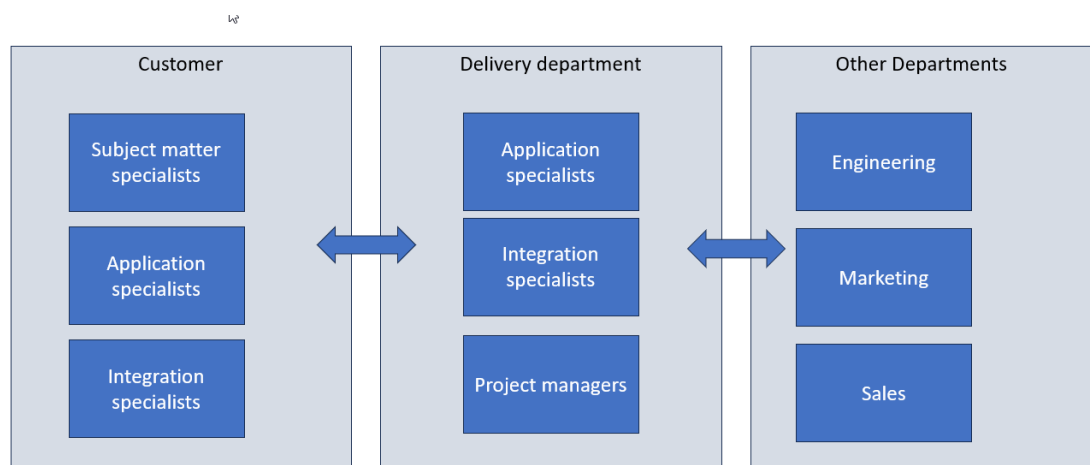 Customer
Subject matter
specialists
Application
specialists
Integration
specialists
Delivery department
Application
specialists
Integration
specialists
Project managers
Other Departments
Engineering
Marketing
Sales